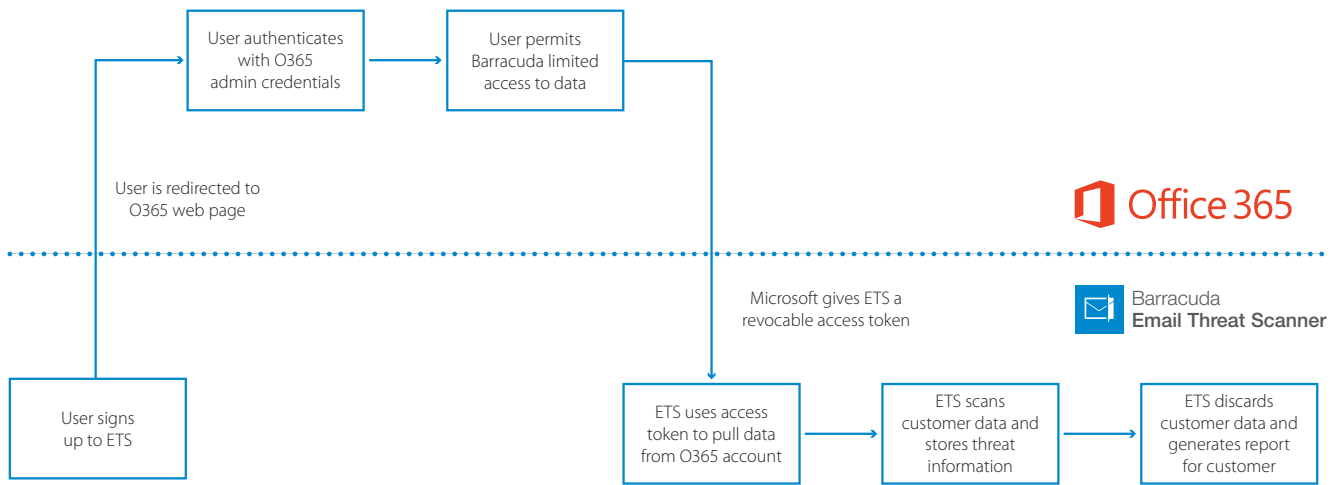 User authenticates
with O365
admin credentials
User permits
Barracuda limited
access to data
User is redirected to
O365 web page
Office 365
Microsoft gives ETS a
revocable access token
Barracuda
Email Threat Scanner
User signs
up to ETS
ETS uses access
token to pull data
from O365 account
ETS scans
customer data and
stores threat
information
ETS discards
customer data and
generates report
for customer